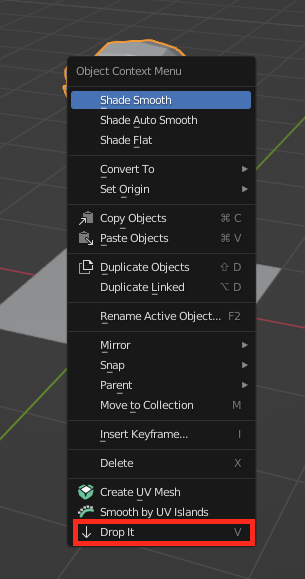 Object Context Menu
Shade Smooth
Shade Auto Smooth
Shade Flat
Convert To
Set Origin
Copy Objects ⌘ C
Paste Objects ⌘ V
Duplicate Objects ⇧ D
Duplicate Linked ⌥ D
Rename Active Object... F2
Mirror
Snap
Parent
Move to Collection M
Insert Keyframe... I
Delete X
Create UV Mesh
Smooth by UV Islands
Drop It V